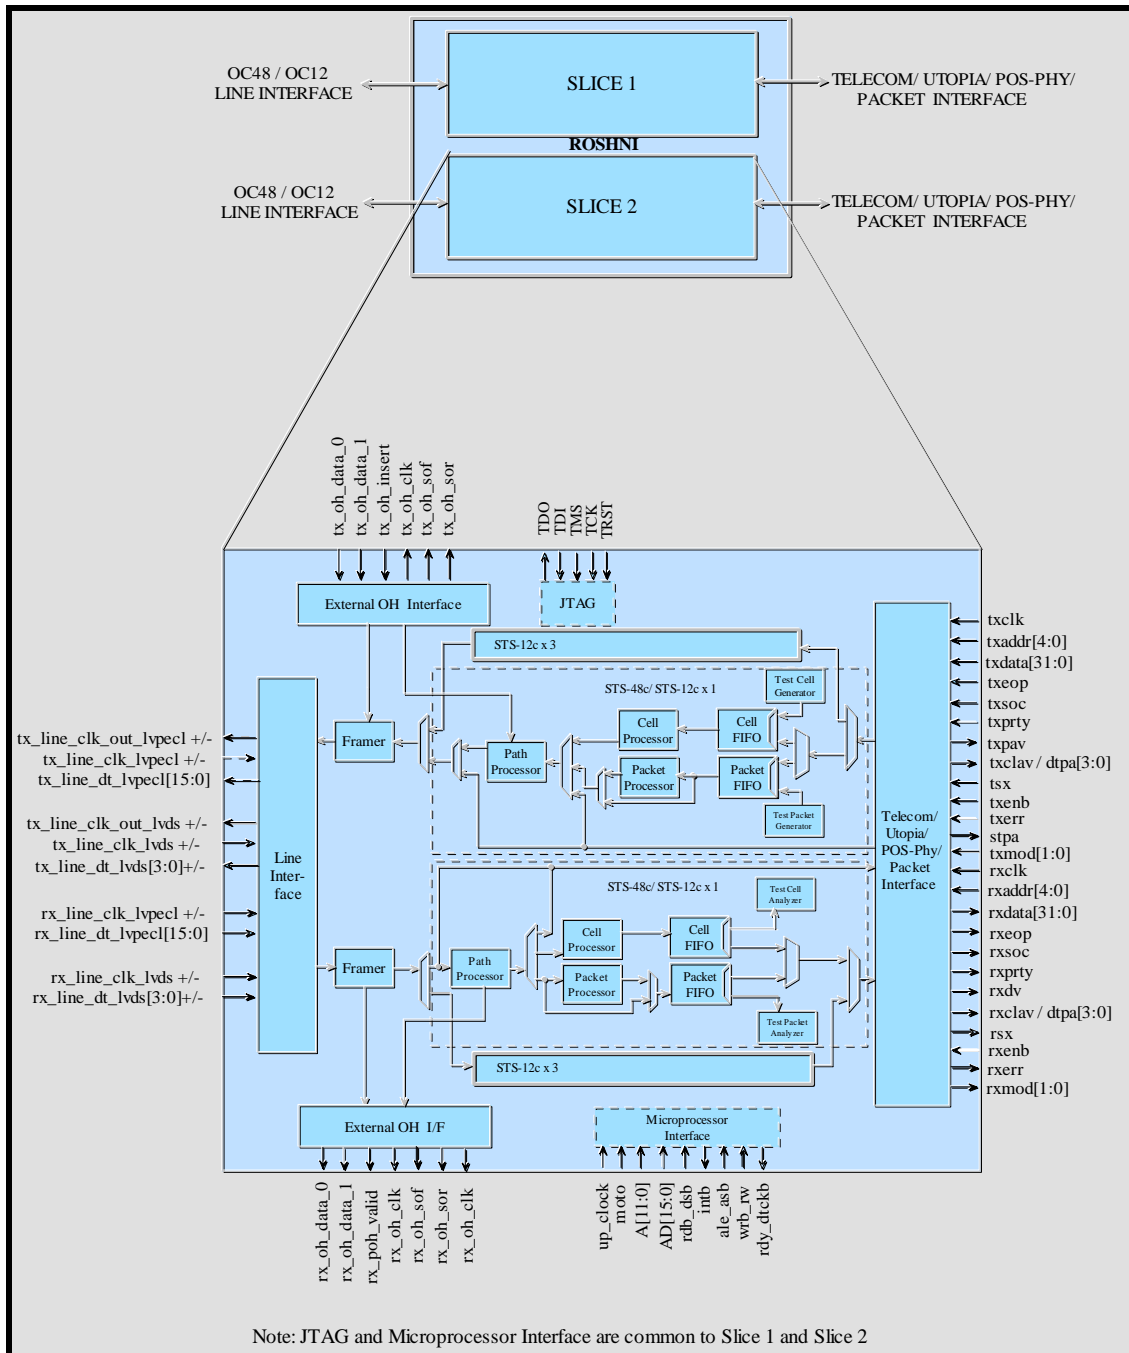 OC48 / OC12
LINE INTERFACE
SLICE 1
TELECOM/ UTOPIA/ POS-PHY/
PACKET INTERFACE
ROSHNI
OC48 / OC12
LINE INTERFACE
SLICE 2
TELECOM/ UTOPIA/ POS-PHY/
PACKET INTERFACE
tx_oh_data_0
tx_oh_data_1
tx_oh_insert
tx_oh_clk
tx_oh_sof
tx_oh_sor
TDO
TDI
TMS
TCK
TRST
External OH Interface
JTAG
STS-12c x 3
STS-48c/ STS-12c x 1
Test Cell
Generator
Cell
Processor
Cell
FIFO
Framer
Path
Processor
Packet
Processor
Packet
FIFO
Test Packet
Generator
tx_line_clk_out_lvpecl +/-
tx_line_clk_lvpecl +/-
tx_line_dt_lvpecl[15:0]
tx_line_clk_out_lvds +/-
tx_line_clk_lvds +/-
tx_line_dt_lvds[3:0]+/-
rx_line_clk_lvpecl +/-
rx_line_dt_lvpecl[15:0]
rx_line_clk_lvds +/-
rx_line_dt_lvds[3:0]+/-
Line
Inter-
face
Telecom/
Utopia/
POS-Phy/
Packet
Interface
txclk
txaddr[4:0]
txdata[31:0]
txeop
txsoc
txprty
txpav
txclav / dtpa[3:0]
tsx
txenb
txerr
stpa
txmod[1:0]
rxclk
rxaddr[4:0]
rxdata[31:0]
rxeop
rxsoc
rxprty
rxdv
rxclav / dtpa[3:0]
rsx
rxenb
rxerr
rxmod[1:0]
STS-48c/ STS-12c x 1
Test Cell
Analyzer
Cell
Processor
Cell
FIFO
Framer
Path
Processor
Packet
Processor
Packet
FIFO
Test Packet
Analyzer
STS-12c x 3
External OH I/F
Microprocessor
Interface
rx_oh_data_0
rx_oh_data_1
rx_poh_valid
rx_oh_clk
rx_oh_sof
rx_oh_sor
rx_oh_clk
up_clock
moto
A[11:0]
AD[15:0]
rdb_dsb
intb
ale_asb
wrb_rw
rdy_dtckb
Note: JTAG and Microprocessor Interface are common to Slice 1 and Slice 2